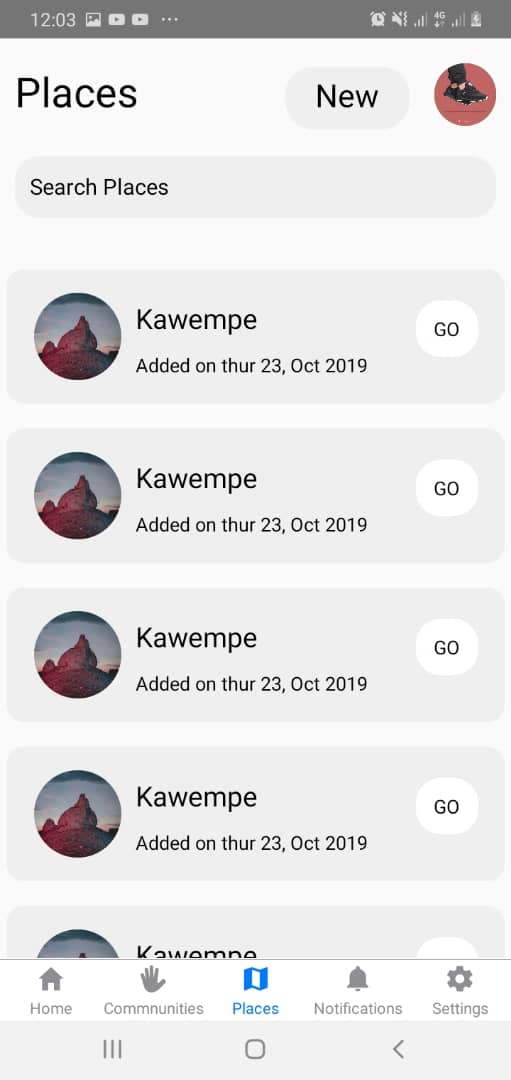 12:03
4G
Places
New
Search Places
Kawempe
GO
Added on thur 23, Oct 2019
Kawempe
GO
Added on thur 23, Oct 2019
Kawempe
GO
Added on thur 23, Oct 2019
Kawempe
GO
Added on thur 23, Oct 2019
Kawempe
Home
Commnunities
Places
Notifications
Settings